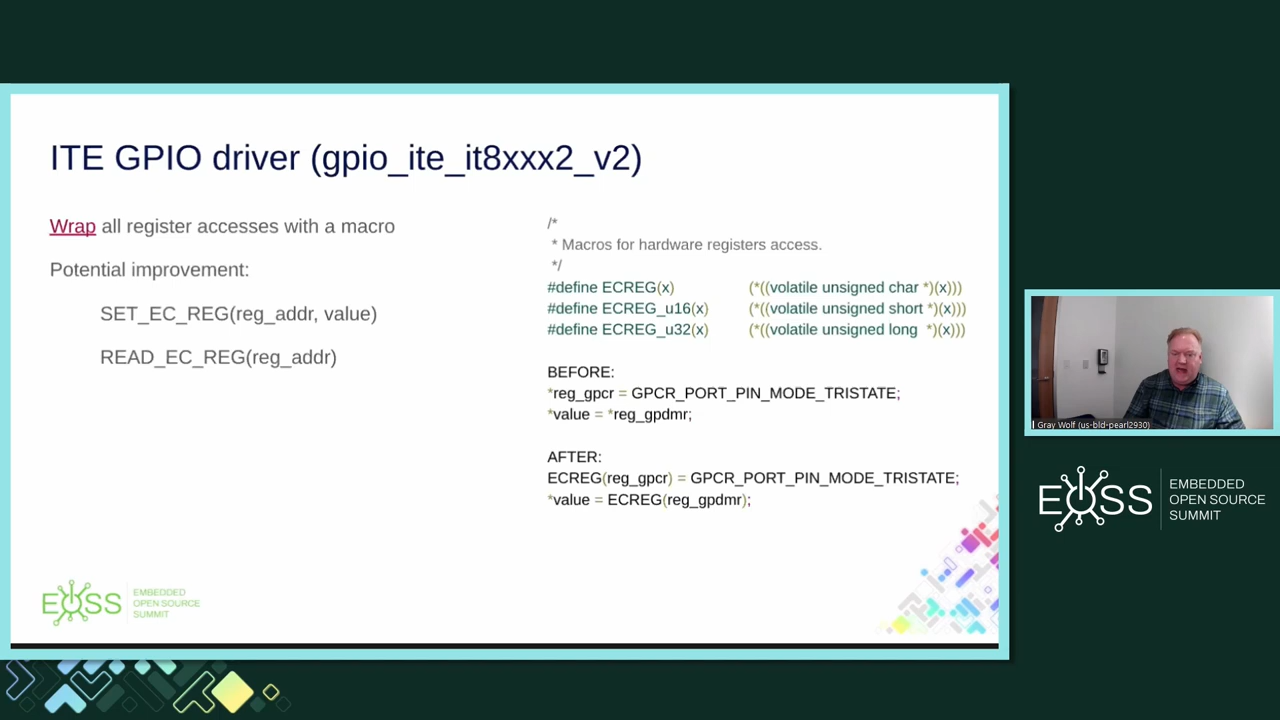 ITE GPIO driver (gpio_ite_it8xxx2_v2)
Wrap all register accesses with a macro
Potential improvement:
SET_EC_REG(reg_addr, value)
READ_EC_REG(reg_addr)
/*
* Macros for hardware registers access.
*/
#define ECREG(x) (*((volatile unsigned char *)(x)))
#define ECREG_u16(x) (*((volatile unsigned short *)(x)))
#define ECREG_u32(x) (*((volatile unsigned long *)(x)))
BEFORE:
*reg_gpcr = GPCR_PORT_PIN_MODE_TRISTATE;
*value = *reg_gpdmr;
AFTER:
ECREG(reg_gpcr) = GPCR_PORT_PIN_MODE_TRISTATE;
*value = ECREG(reg_gpdmr);
EOSS
EMBEDDED
OPEN SOURCE
SUMMIT
Gray Wolf (us-bld-pearl2930)
EOSS
EMBEDDED
OPEN SOURCE
SUMMIT